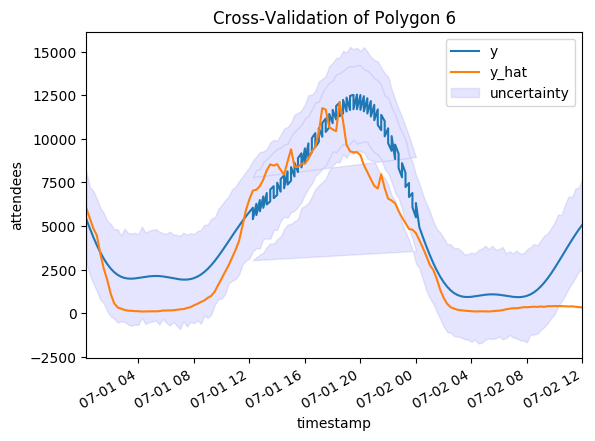 Cross-Validation of Polygon 6
15000
12500
10000
7500
5000
2500
0
−2500
attendees
y
y_hat
uncertainty
07-01 04
07-01 08
07-01 12
07-01 16
07-01 20
07-02 00
07-02 04
07-02 08
07-02 12
timestamp